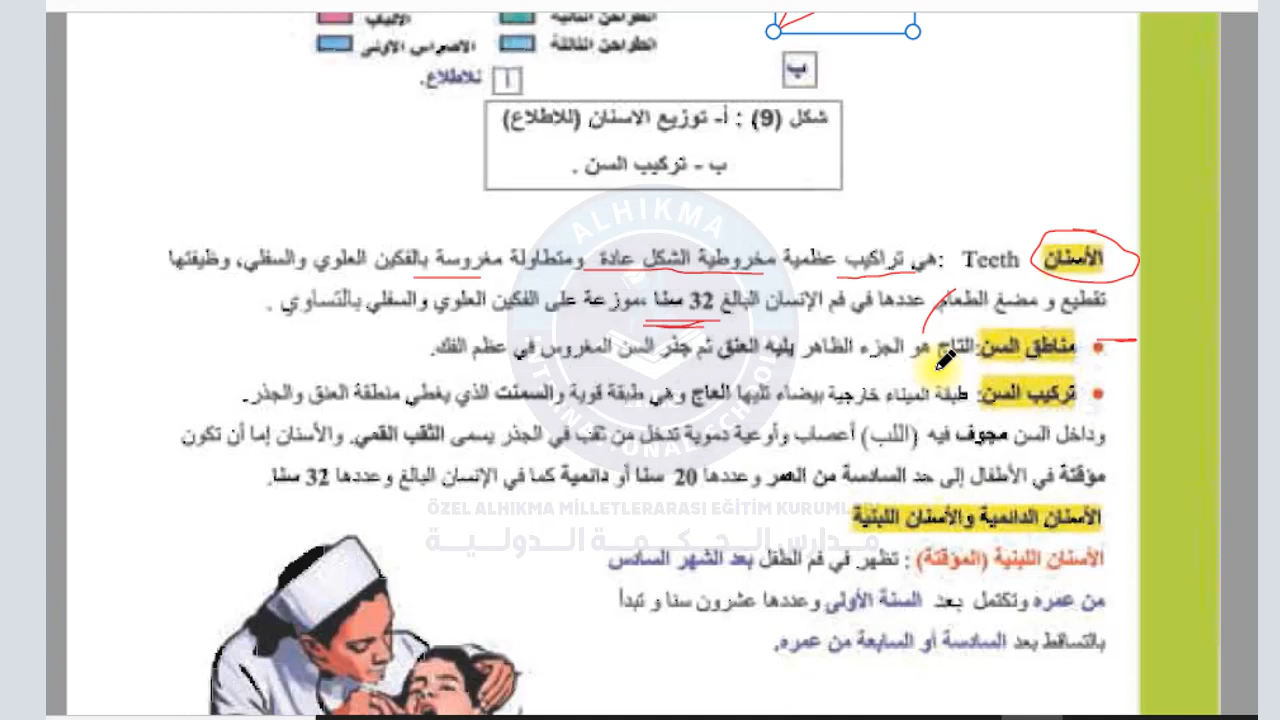 الطواحن الثانية
الانياب
الطواحن الثالثة
الاضراس الاولى
ب
أ للاطلاع.
شكل (9) : أ- توزيع الاسنان (للاطلاع)
ب - تركيب السن .
الأسنان Teeth :هي تراكيب عظمية مخروطية الشكل عادة ومتطاولة مغروسة بالفكين العلوي والسفلي، وظيفتها
تقطيع و مضغ الطعام، عددها في فم الإنسان البالغ 32 سنا ،موزعة على الفكين العلوي والسفلي بالتساوي .
• مناطق السن: التاج هو الجزء الظاهر يليه العنق ثم جذر السن المغروس في عظم الفك.
• تركيب السن: طبقة الميناء خارجية بيضاء تليها العاج وهي طبقة قوية والسمنت الذي يغطي منطقة العنق والجذر.
وداخل السن مجوف فيه (اللب) أعصاب وأوعية دموية تدخل من ثقب في الجذر يسمى الثقب القمي. والأسنان إما أن تكون
مؤقتة في الأطفال إلى حد السادسة من العمر وعددها 20 سنا أو دائمية كما في الإنسان البالغ وعددها 32 سنا.
الأسنان الدائمية والأسنان اللبنية
الأسنان اللبنية (المؤقتة) : تظهر في فم الطفل بعد الشهر السادس
من عمره وتكتمل بعد السنة الأولى وعددها عشرون سنا و تبدأ
بالتساقط بعد السادسة أو السابعة من عمره.
ALHIKMA
INTERNATIONAL SCHOOL
ÖZEL ALHIKMA MİLLETLERARASI EĞİTİM KURUMLARI
مدارس الحكمة الدولية